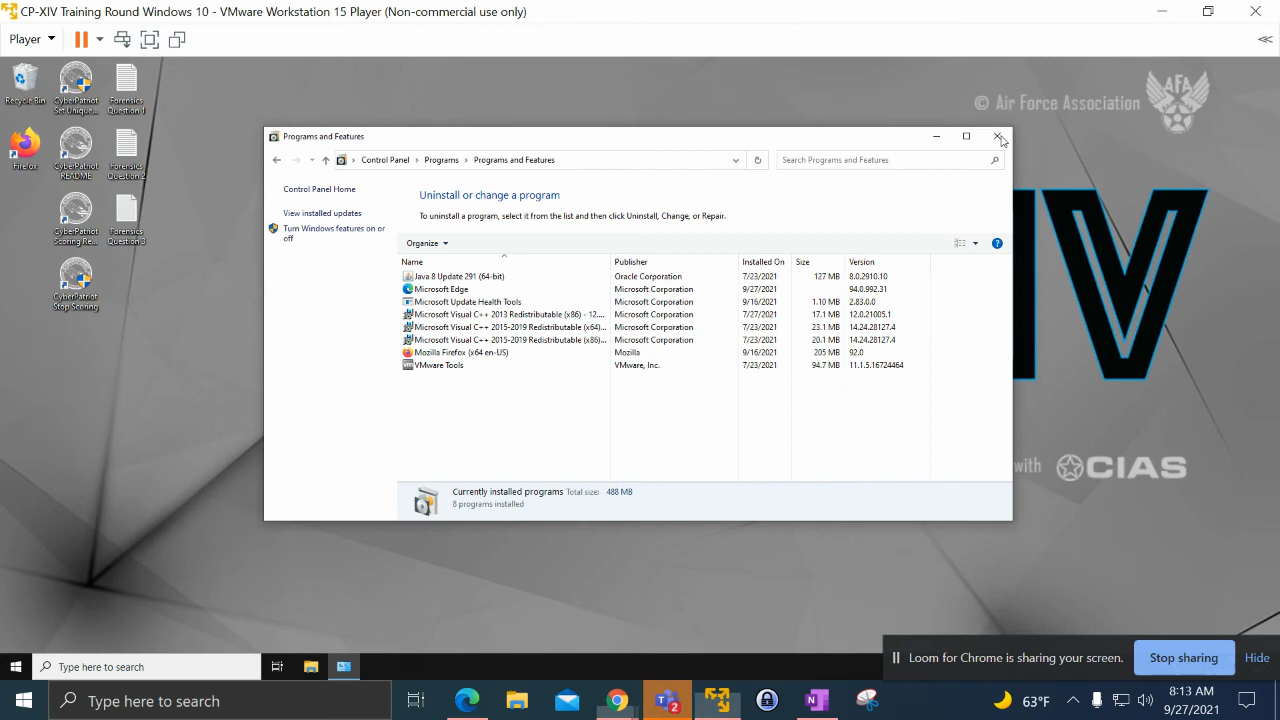 CP-XIV Training Round Windows 10 - VMware Workstation 15 Player (Non-commercial use only)
Player
Recycle Bin
CyberPatriot Set Unique...
Forensics Question 1
Firefox
CyberPatriot README
Forensics Question 2
CyberPatriot Scoring Re...
Forensics Question 3
CyberPatriot Stop Scoring
© Air Force Association
IV
with CIAS
Programs and Features
Control Panel > Programs > Programs and Features
Search Programs and Features
Control Panel Home
View installed updates
Turn Windows features on or off
Uninstall or change a program
To uninstall a program, select it from the list and then click Uninstall, Change, or Repair.
Organize
Name Publisher Installed On Size Version
Java 8 Update 291 (64-bit) Oracle Corporation 7/23/2021 127 MB 8.0.2910.10
Microsoft Edge Microsoft Corporation 9/27/2021 94.0.992.31
Microsoft Update Health Tools Microsoft Corporation 9/16/2021 1.10 MB 2.83.0.0
Microsoft Visual C++ 2013 Redistributable (x86) - 12.... Microsoft Corporation 7/27/2021 17.1 MB 12.0.21005.1
Microsoft Visual C++ 2015-2019 Redistributable (x64)... Microsoft Corporation 7/23/2021 23.1 MB 14.24.28127.4
Microsoft Visual C++ 2015-2019 Redistributable (x86)... Microsoft Corporation 7/23/2021 20.1 MB 14.24.28127.4
Mozilla Firefox (x64 en-US) Mozilla 9/16/2021 205 MB 92.0
VMware Tools VMware, Inc. 7/23/2021 94.7 MB 11.1.5.16724464
Currently installed programs Total size: 488 MB
8 programs installed
Type here to search
Loom for Chrome is sharing your screen. Stop sharing Hide
Type here to search
2
63°F
8:13 AM
9/27/2021